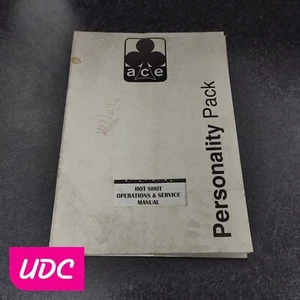 ace
Personality Pack
HOT SHOT
OPERATIONS & SERVICE
MANUAL
UDC